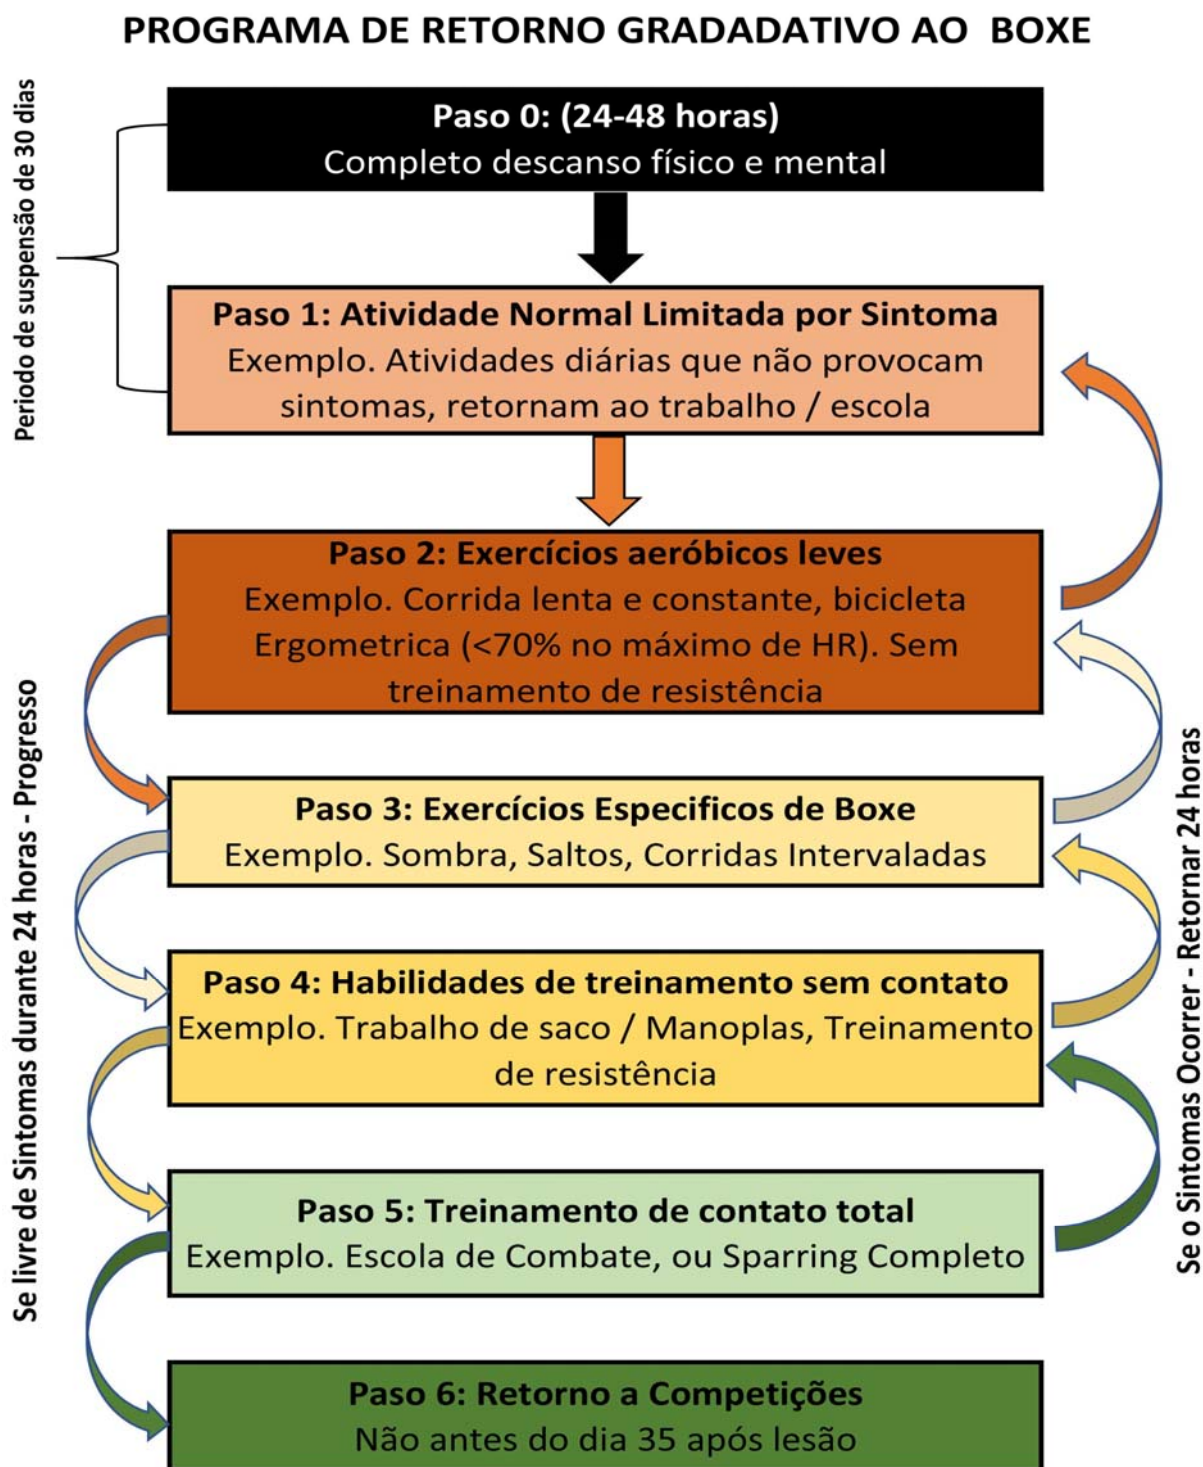 PROGRAMA DE RETORNO GRADADATIVO AO BOXE
Periodo de suspensão de 30 dias
Paso 0: (24-48 horas)
Completo descanso físico e mental
Paso 1: Atividade Normal Limitada por Sintoma
Exemplo. Atividades diárias que não provocam
sintomas, retornam ao trabalho / escola
Paso 2: Exercícios aeróbicos leves
Exemplo. Corrida lenta e constante, bicicleta
Ergometrica (<70% no máximo de HR). Sem
treinamento de resistência
Se livre de Sintomas durante 24 horas - Progresso
Se o Sintomas Ocorrer - Retornar 24 horas
Paso 3: Exercícios Especificos de Boxe
Exemplo. Sombra, Saltos, Corridas Intervaladas
Paso 4: Habilidades de treinamento sem contato
Exemplo. Trabalho de saco / Manoplas, Treinamento
de resistência
Paso 5: Treinamento de contato total
Exemplo. Escola de Combate, ou Sparring Completo
Paso 6: Retorno a Competições
Não antes do dia 35 após lesão